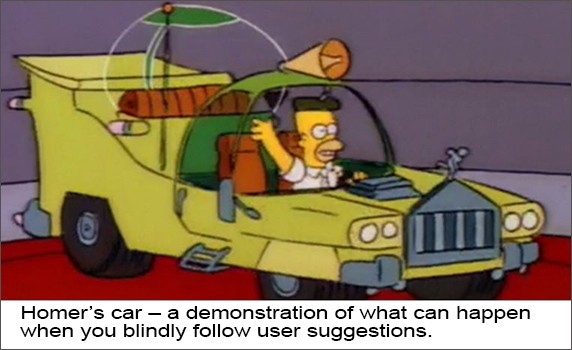 Homer’s car – a demonstration of what can happen
when you blindly follow user suggestions.